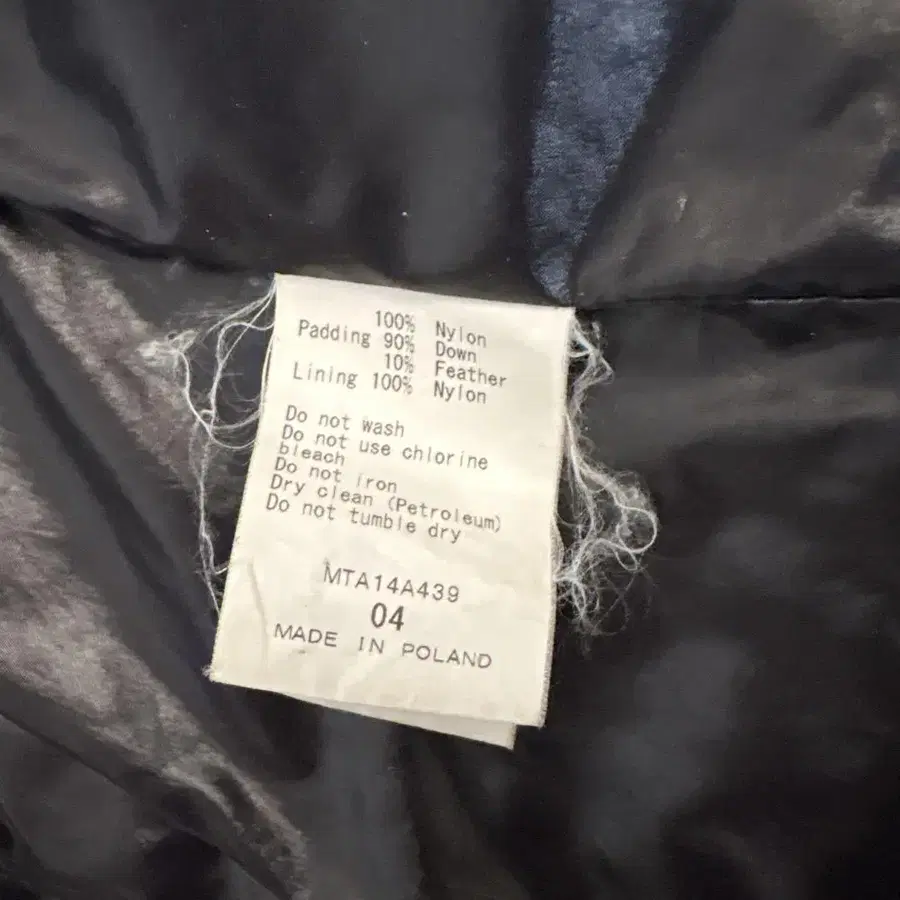 100% Nylon
Padding 90% Down
10% Feather
Lining 100% Nylon
Do not wash
Do not use chlorine
bleach
Do not iron
Dry clean (Petroleum)
Do not tumble dry
MTA14A439
04
MADE IN POLAND